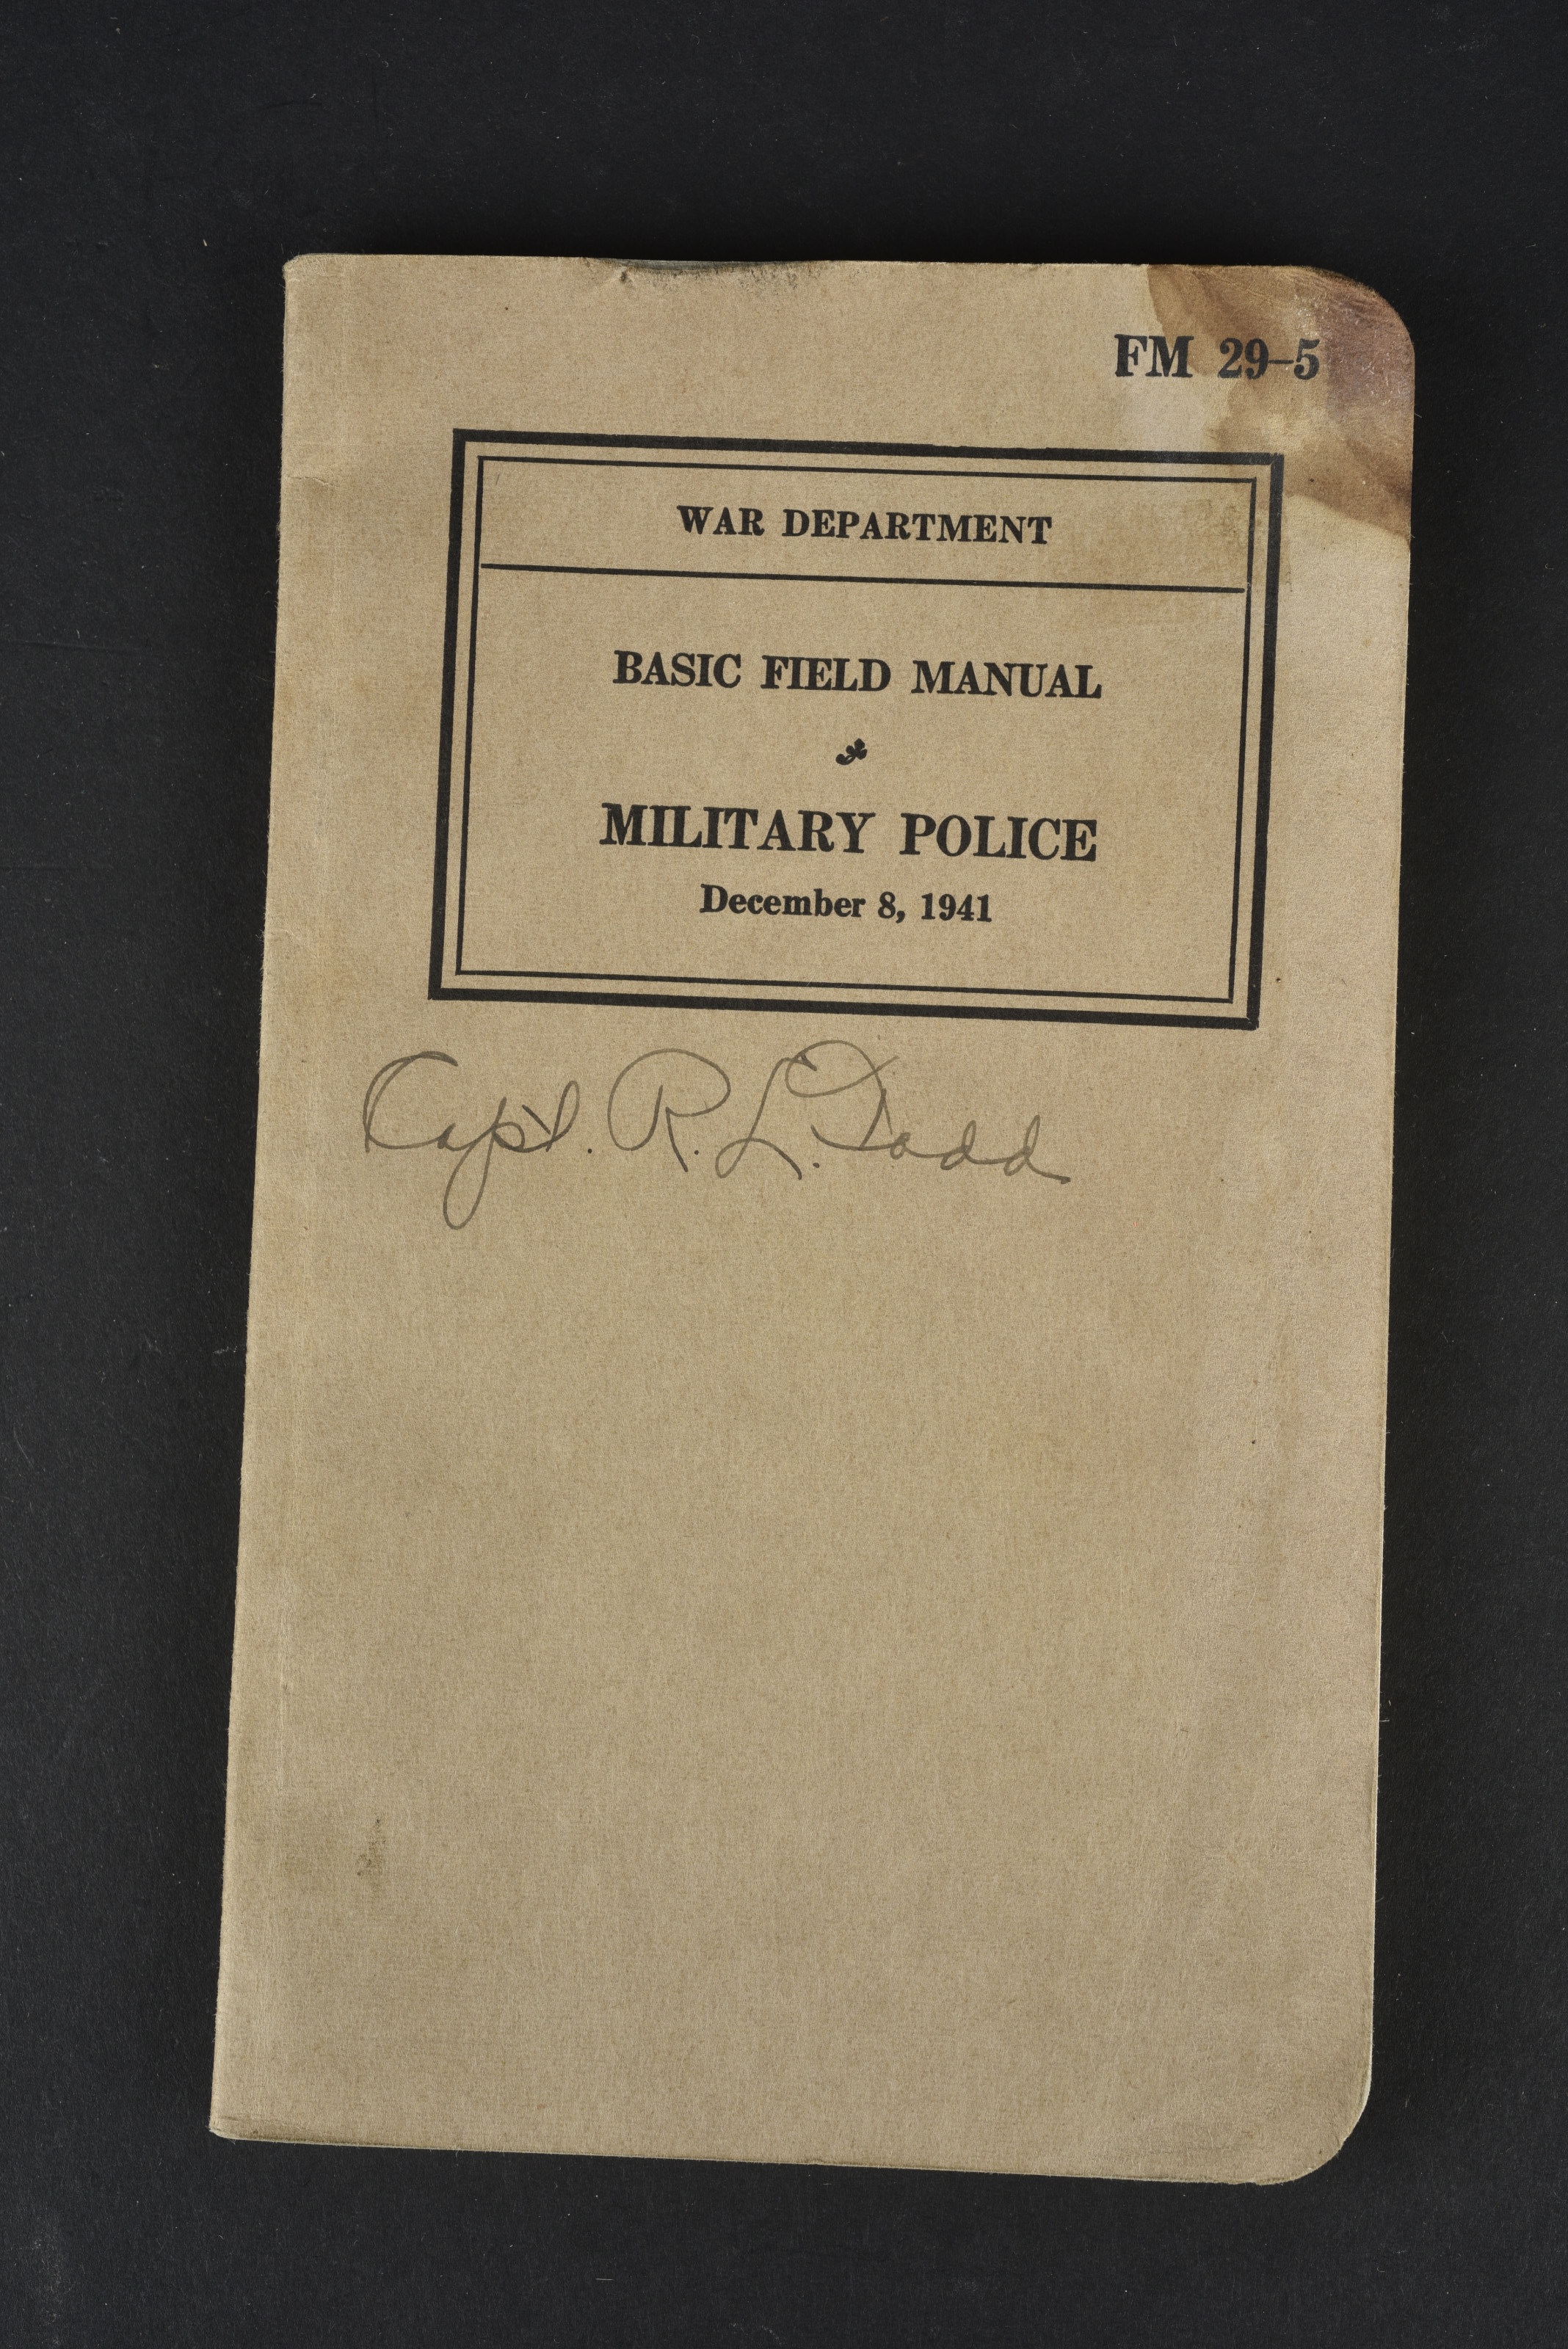 FM 29–5
WAR DEPARTMENT
BASIC FIELD MANUAL
MILITARY POLICE
December 8, 1941
Capt. R. L. Dodd